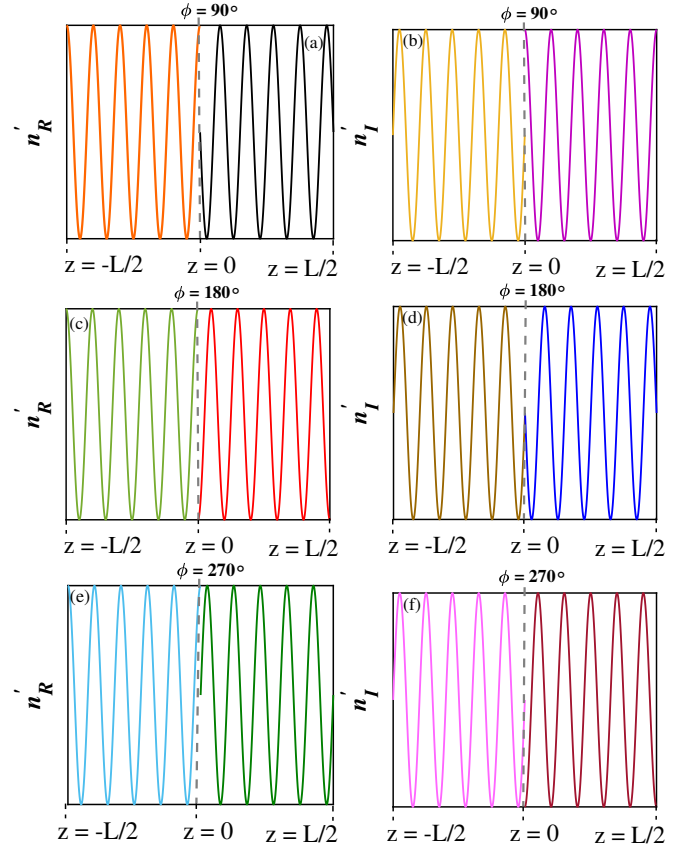 ϕ = 90° ϕ = 90°
(a) (b)
n'R n'I
z = -L/2 z = 0 z = L/2 z = -L/2 z = 0 z = L/2
ϕ = 180° ϕ = 180°
(c) (d)
n'R n'I
z = -L/2 z = 0 z = L/2 z = -L/2 z = 0 z = L/2
ϕ = 270° ϕ = 270°
(e) (f)
n'R n'I
z = -L/2 z = 0 z = L/2 z = -L/2 z = 0 z = L/2